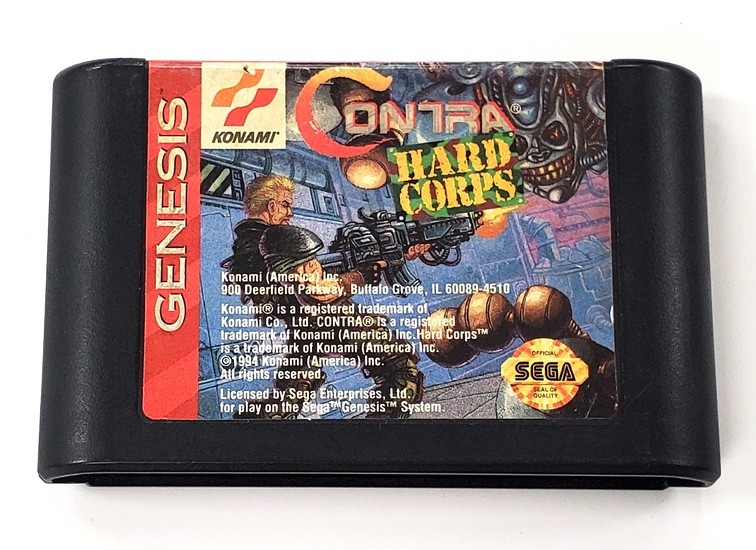 GENESIS
KONAMI®
CONTRA®
HARD
CORPS™
Konami (America) Inc.
900 Deerfield Parkway, Buffalo Grove, IL 60089-4510
Konami® is a registered trademark of
Konami Co., Ltd. CONTRA® is a registered
trademark of Konami (America) Inc. Hard Corps™
is a trademark of Konami (America) Inc.
©1994 Konami (America) Inc.
All rights reserved.
Licensed by Sega Enterprises, Ltd.
for play on the Sega™ Genesis™ System.
OFFICIAL
SEGA
SEAL OF
QUALITY